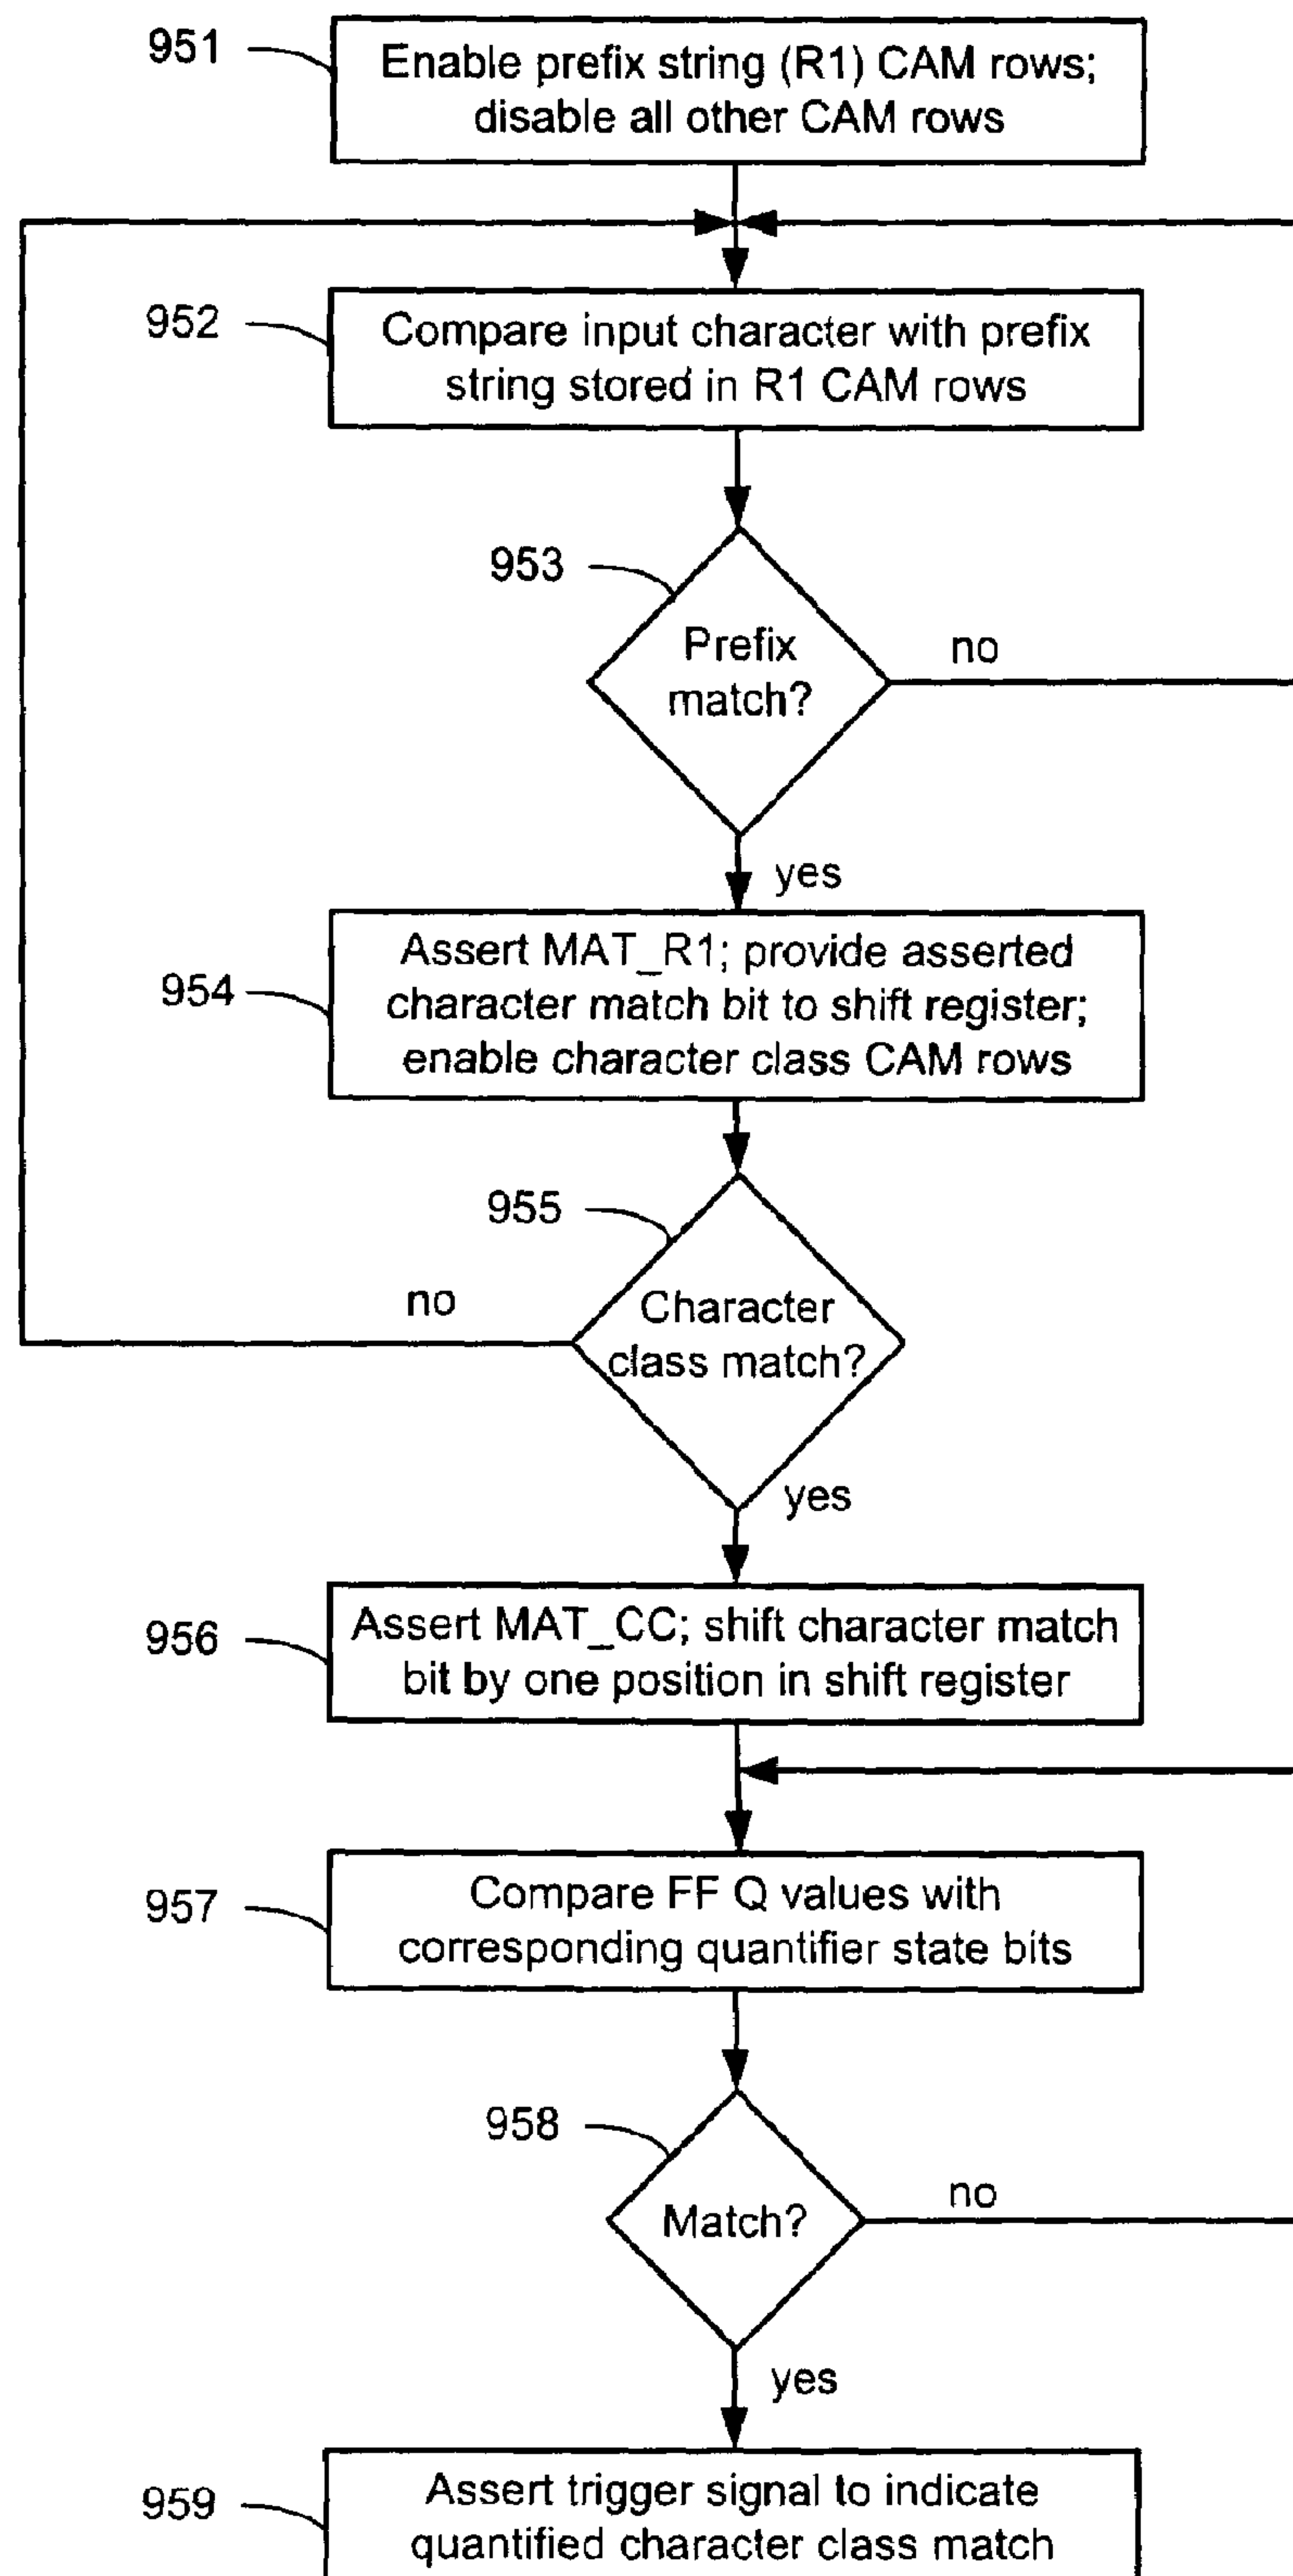 951
Enable prefix string (R1) CAM rows;
disable all other CAM rows
952
Compare input character with prefix
string stored in R1 CAM rows
953
Prefix
match?
no
yes
954
Assert MAT_R1; provide asserted
character match bit to shift register;
enable character class CAM rows
955
no
Character
class match?
yes
956
Assert MAT_CC; shift character match
bit by one position in shift register
957
Compare FF Q values with
corresponding quantifier state bits
958
Match?
no
yes
959
Assert trigger signal to indicate
quantified character class match